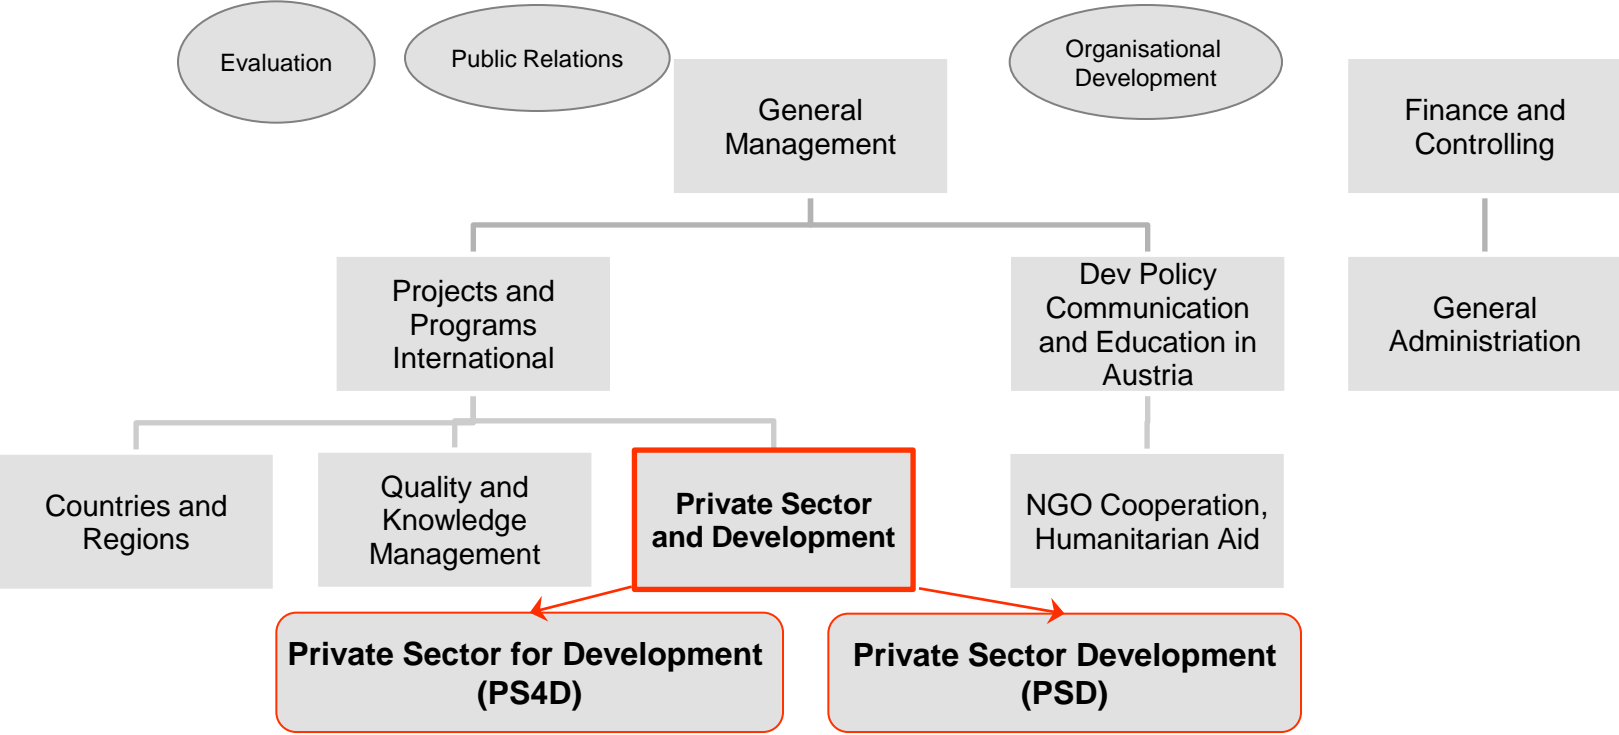 Evaluation
Public Relations
Organisational
Development
General
Management
Finance and
Controlling
Projects and
Programs
International
Dev Policy
Communication
and Education in
Austria
General
Administriation
Countries and
Regions
Quality and
Knowledge
Management
Private Sector
and Development
NGO Cooperation,
Humanitarian Aid
Private Sector for Development
(PS4D)
Private Sector Development
(PSD)